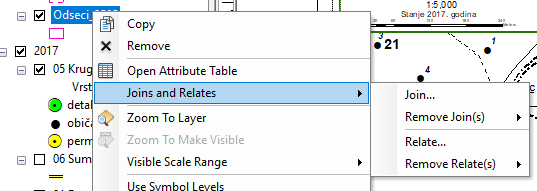 Odseci
Copy
Remove
Open Attribute Table
Joins and Relates
Zoom To Layer
Zoom To Make Visible
Visible Scale Range
Use Symbol Levels
Join...
Remove Join(s)
Relate...
Remove Relate(s)
2017
05 Krug
Vrst
detal
obič
perm
06 Sum
1:5,000
Stanje 2017. godina
3
21
1
4